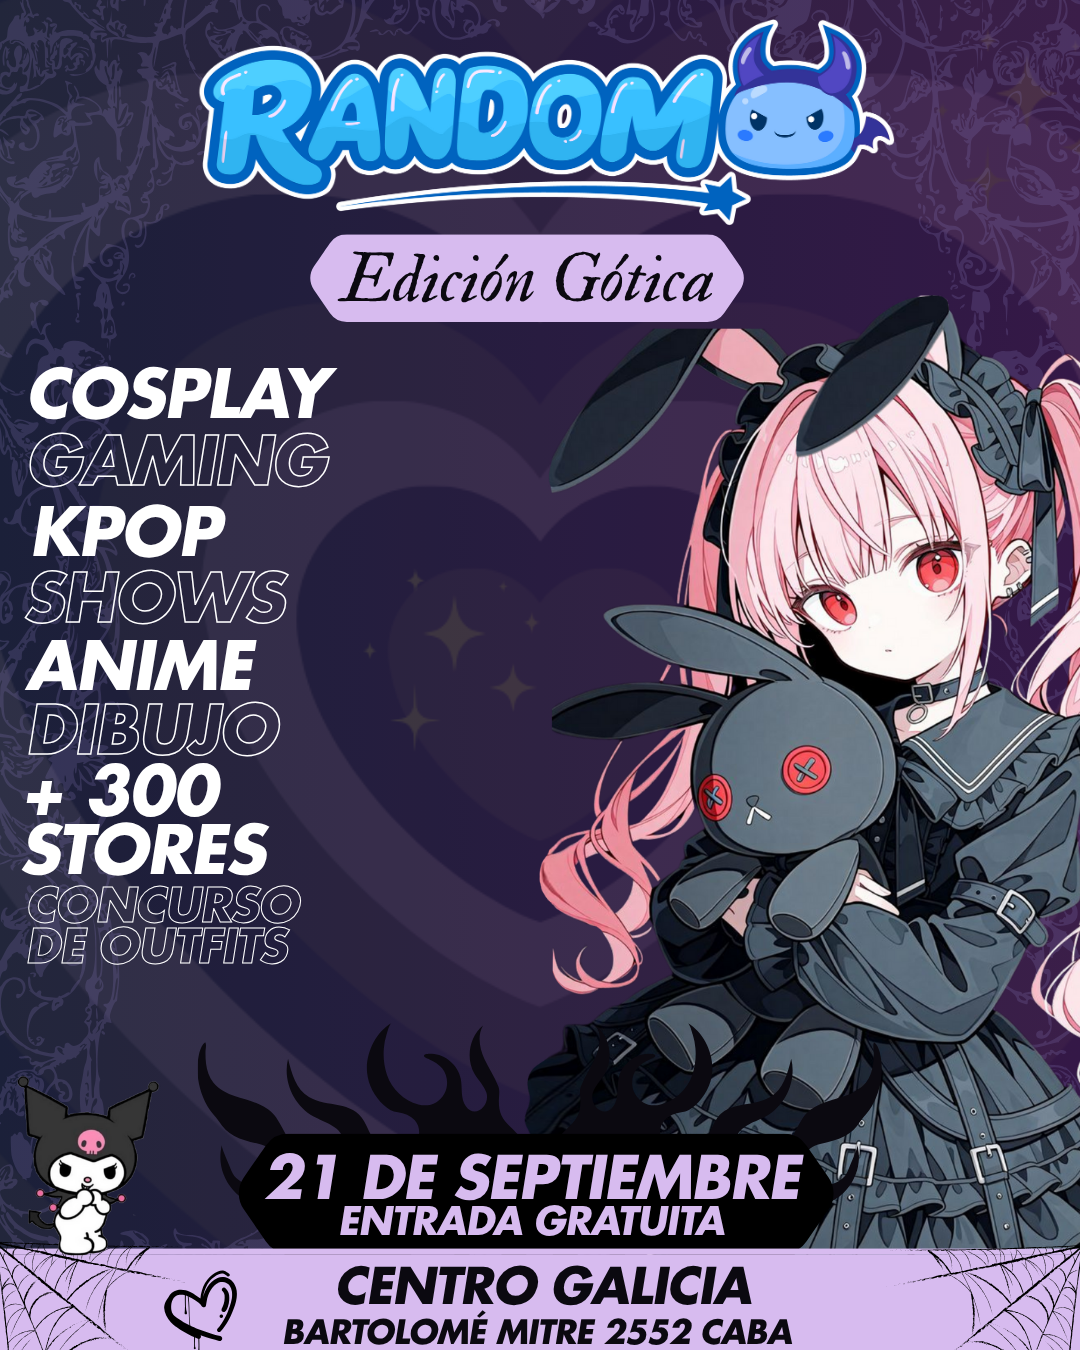 RANDOM
Edición Gótica
COSPLAY
GAMING
KPOP
SHOWS
ANIME
DIBUJO
+ 300
STORES
CONCURSO
DE OUTFITS
21 DE SEPTIEMBRE
ENTRADA GRATUITA
CENTRO GALICIA
BARTOLOMÉ MITRE 2552 CABA